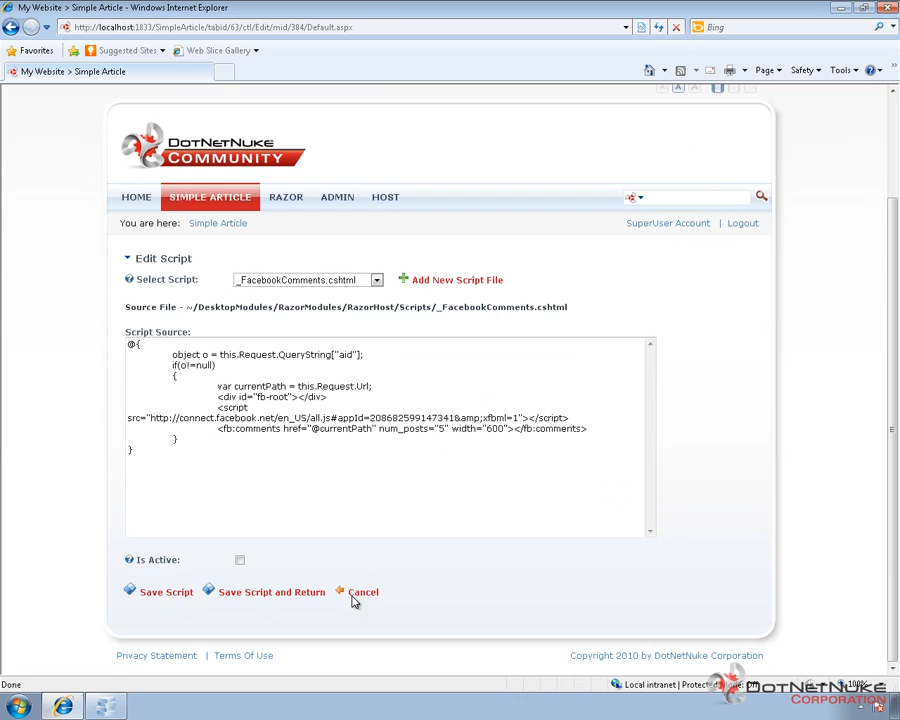 My Website > Simple Article - Windows Internet Explorer
http://localhost:1833/SimpleArticle/tabid/63/ctl/Edit/mid/384/Default.aspx
Bing
Favorites
Suggested Sites
Web Slice Gallery
My Website > Simple Article
Page
Safety
Tools
A A A
DOTNETNUKE
COMMUNITY
HOME
SIMPLE ARTICLE
RAZOR
ADMIN
HOST
You are here: Simple Article
SuperUser Account
Logout
Edit Script
Select Script: _FacebookComments.cshtml
Add New Script File
Source File - ~/DesktopModules/RazorModules/RazorHost/Scripts/_FacebookComments.cshtml
Script Source:
@{
object o = this.Request.QueryString["aid"];
if(o!=null)
{
var currentPath = this.Request.Url;
<div id="fb-root"></div>
<script
src="http://connect.facebook.net/en_US/all.js#appId=208682599147341&amp;xfbml=1"></script>
<fb:comments href="@currentPath" num_posts="5" width="600"></fb:comments>
}
}
Is Active:
Save Script
Save Script and Return
Cancel
Privacy Statement | Terms Of Use
Copyright 2010 by DotNetNuke Corporation
Done
Local intranet | Protected Mode: Off
100%
DOTNETNUKE
CORPORATION